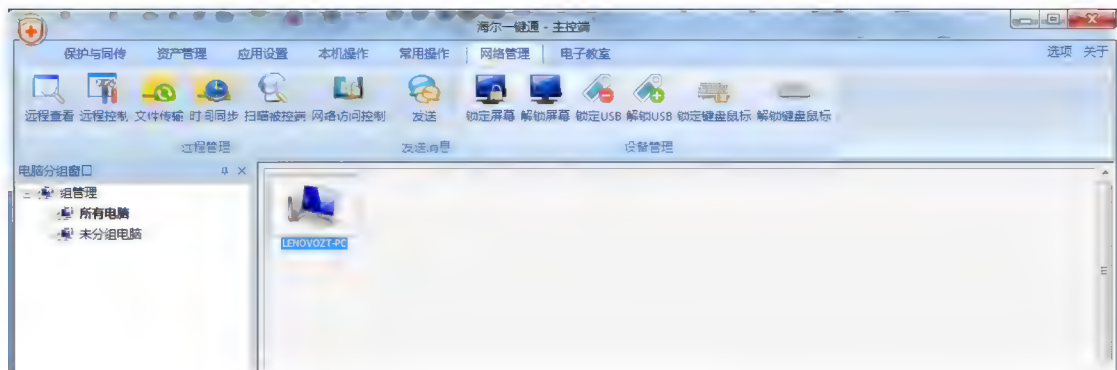 海尔一键通 - 主控端
保护与同传 资产管理 应用设置 本机操作 常用操作 网络管理 电子教室 选项 关于
远程查看 远程控制 文件传输 时间同步 扫瞄被控端 网络访问控制 发送 锁定屏幕 解锁屏幕 锁定USB 解锁USB 锁定键盘鼠标 解锁键盘鼠标
远程管理 发送消息 设备管理
电脑分组窗口
组管理
所有电脑
未分组电脑
LENOVOZT-PC